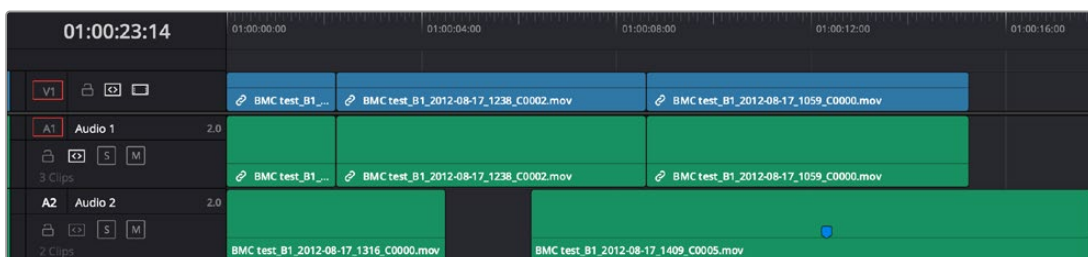 01:00:23:14
01:00:00:00 01:00:04:00 01:00:08:00 01:00:12:00 01:00:16:00
V1
BMC test_B1_... BMC test_B1_2012-08-17_1238_C0002.mov BMC test_B1_2012-08-17_1059_C0000.mov
A1 Audio 1 2.0
S M
3 Clips BMC test_B1_... BMC test_B1_2012-08-17_1238_C0002.mov BMC test_B1_2012-08-17_1059_C0000.mov
A2 Audio 2 2.0
S M
2 Clips BMC test_B1_2012-08-17_1316_C0000.mov BMC test_B1_2012-08-17_1409_C0005.mov